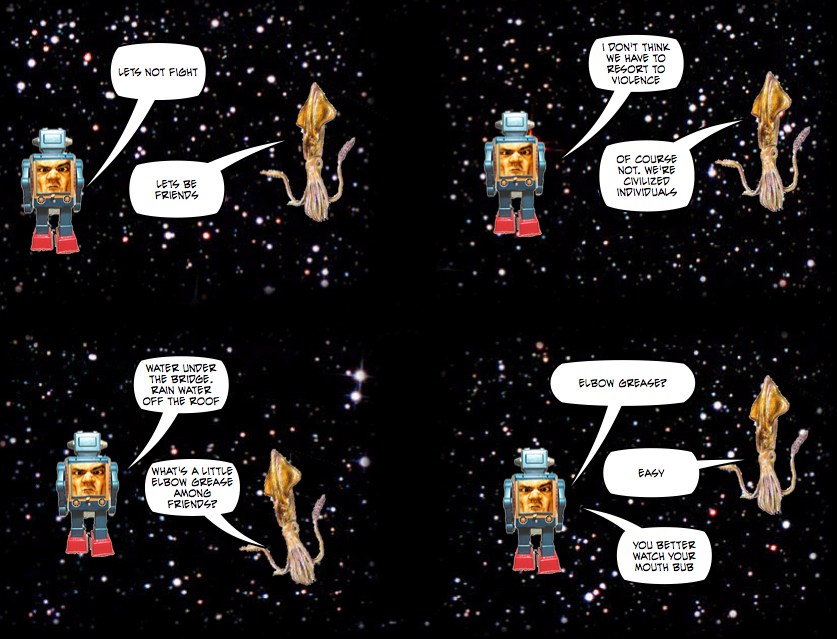 LETS NOT FIGHT
LETS BE
FRIENDS
I DON'T THINK
WE HAVE TO
RESORT TO
VIOLENCE
OF COURSE
NOT. WE'RE
CIVILIZED
INDIVIDUALS
WATER UNDER
THE BRIDGE.
RAIN WATER
OFF THE ROOF
WHAT'S A LITTLE
ELBOW GREASE
AMONG
FRIENDS?
ELBOW GREASE?
EASY
YOU BETTER
WATCH YOUR
MOUTH BUB